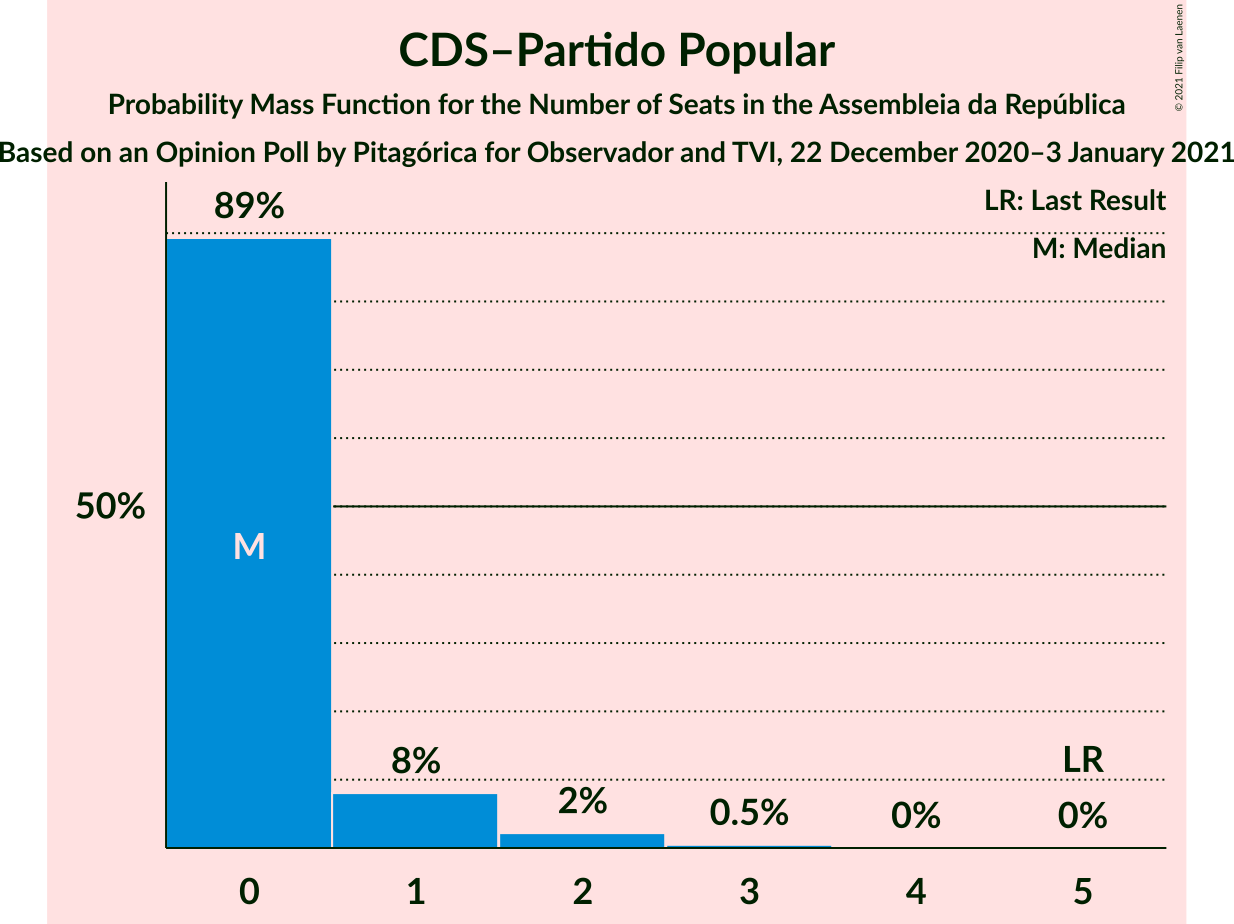 CDS–Partido Popular
Probability Mass Function for the Number of Seats in the Assembleia da República
Based on an Opinion Poll by Pitagórica for Observador and TVI, 22 December 2020–3 January 2021
© 2021 Filip van Laenen
LR: Last Result
M: Median
89%
50%
M
8%
2%
0.5%
0%
LR
0%
0 1 2 3 4 5